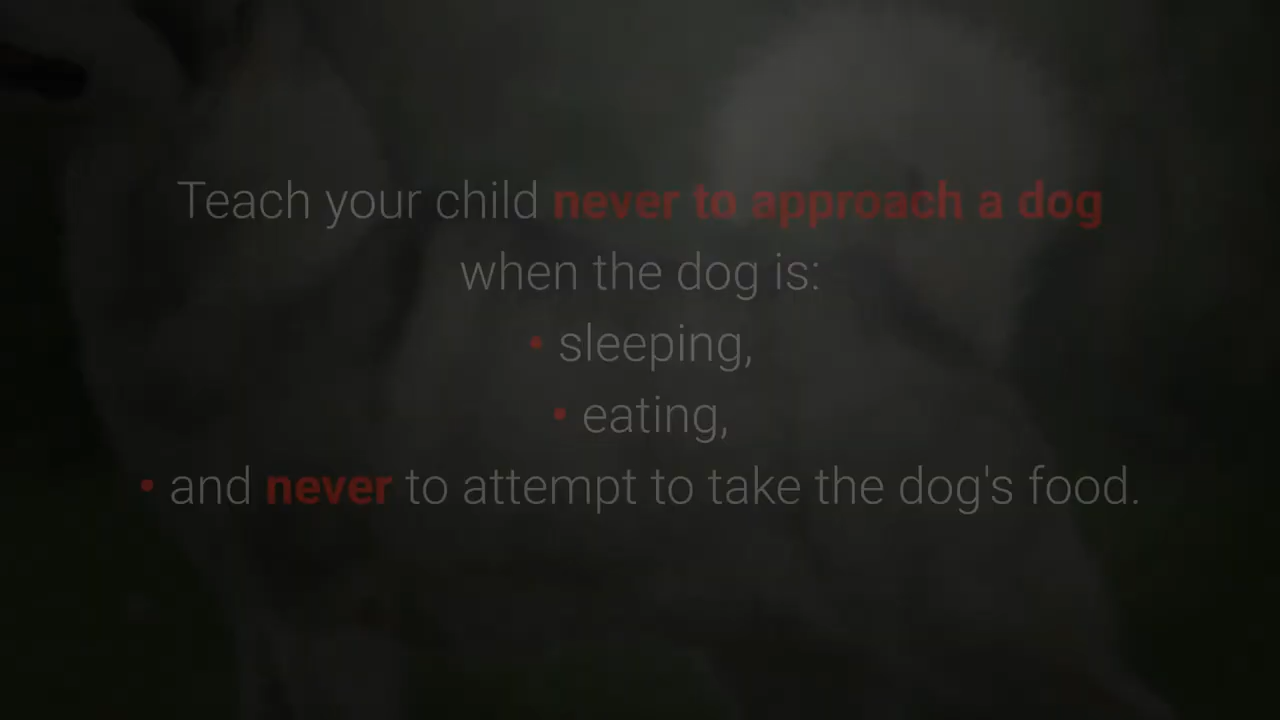 Teach your child never to approach a dog
when the dog is:
• sleeping,
• eating,
• and never to attempt to take the dog's food.